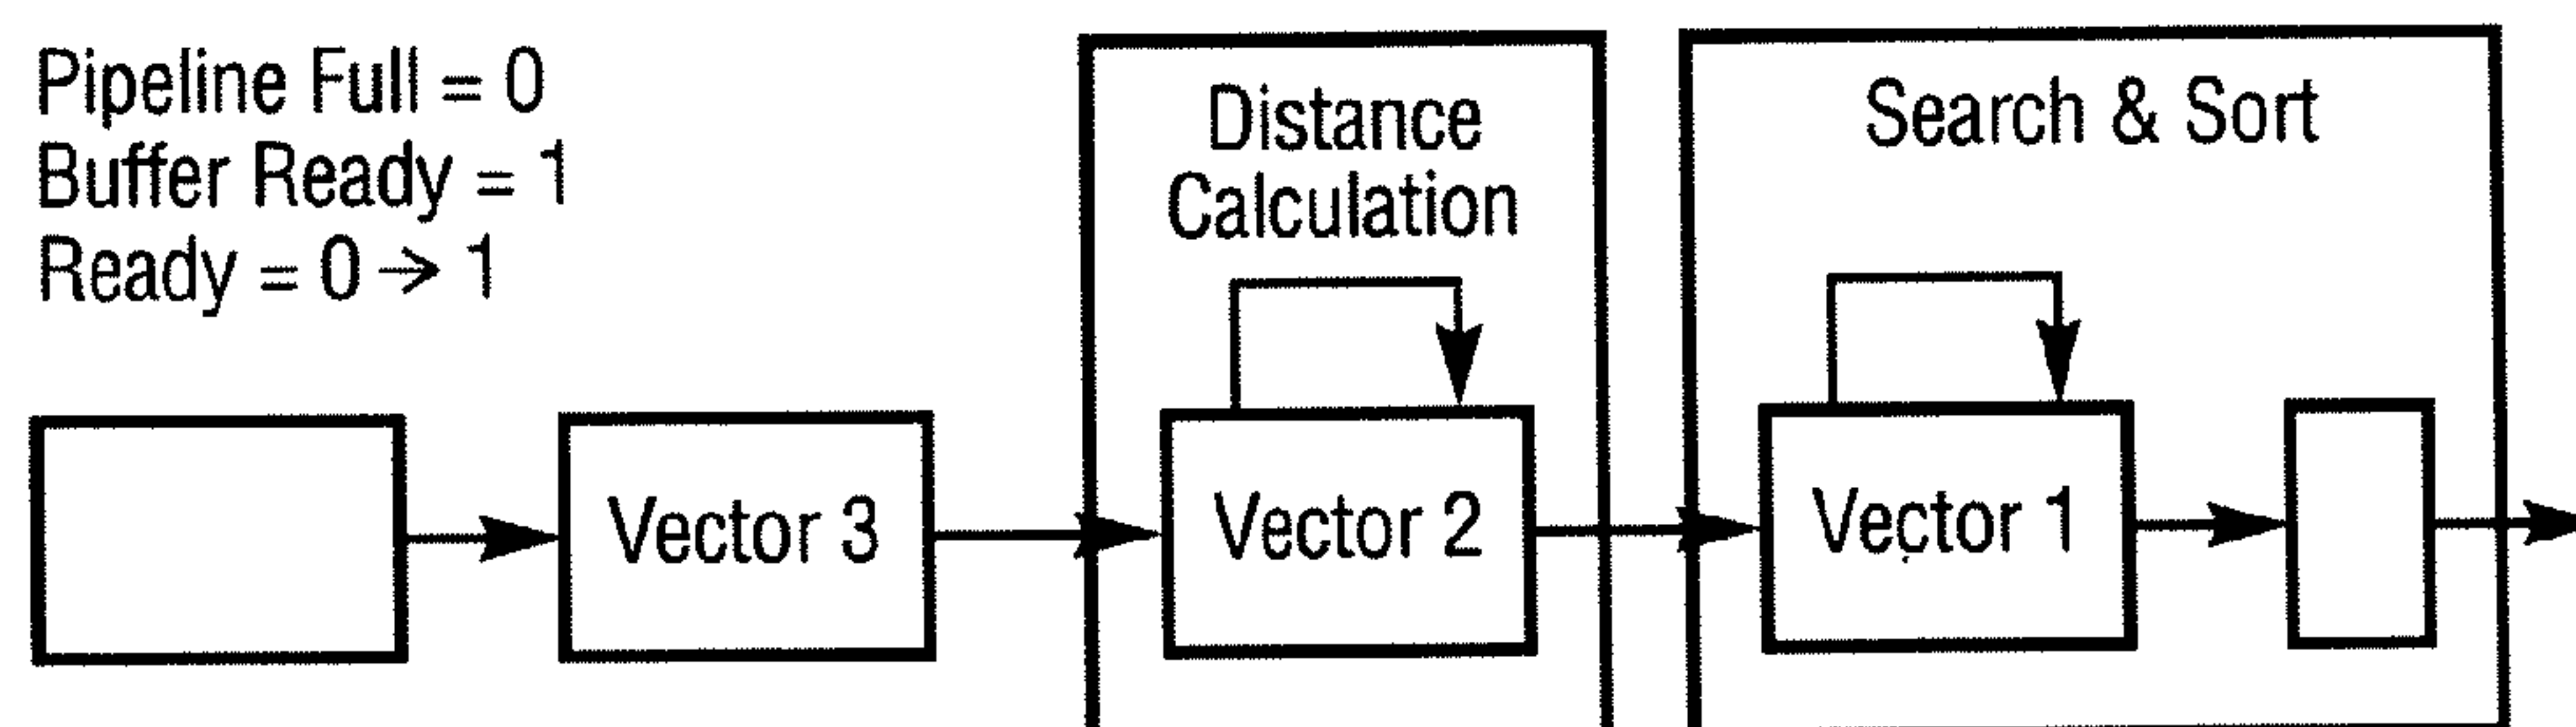 Pipeline Full = 0
Buffer Ready = 1
Ready = 0 → 1
Distance
Calculation
Search & Sort
Vector 3
Vector 2
Vector 1